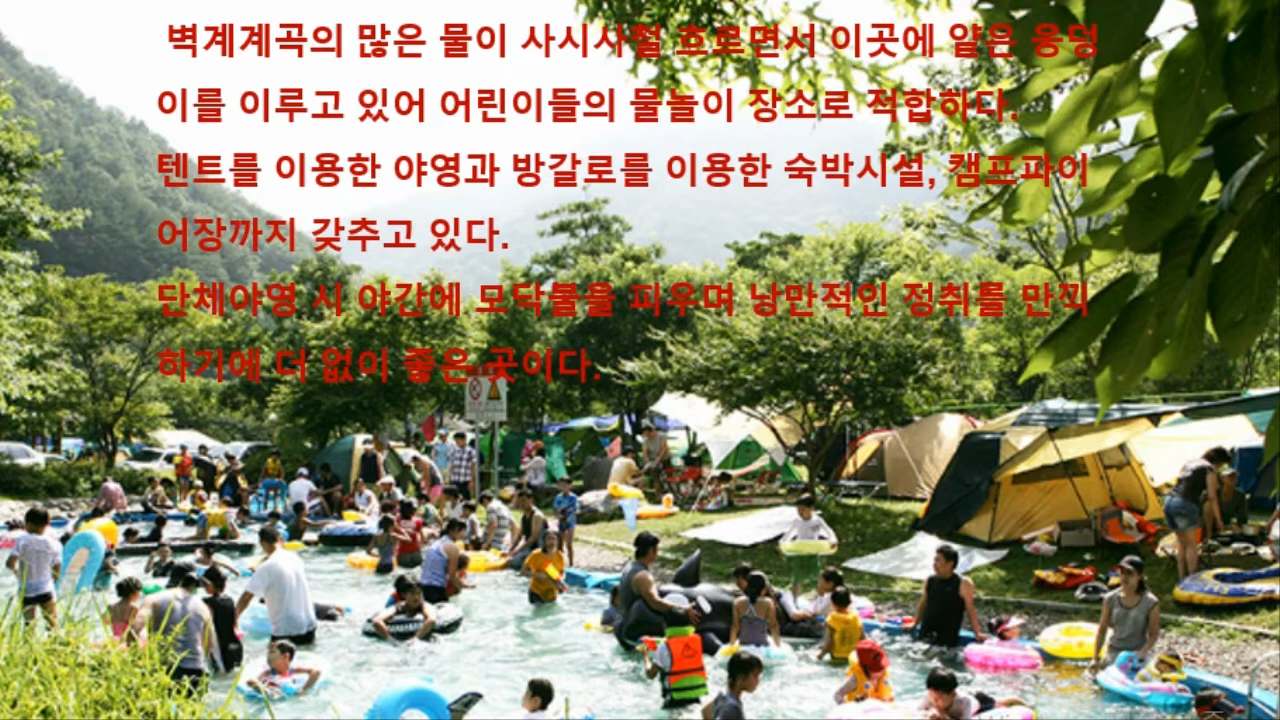 벽계계곡의 많은 물이 사시사철 흐르면서 이곳에 얕은 웅덩
이를 이루고 있어 어린이들의 물놀이 장소로 적합하다.
텐트를 이용한 야영과 방갈로를 이용한 숙박시설, 캠프파이
어장까지 갖추고 있다.
단체야영 시 야간에 모닥불을 피우며 낭만적인 정취를 만끽
하기에 더 없이 좋은 곳이다.